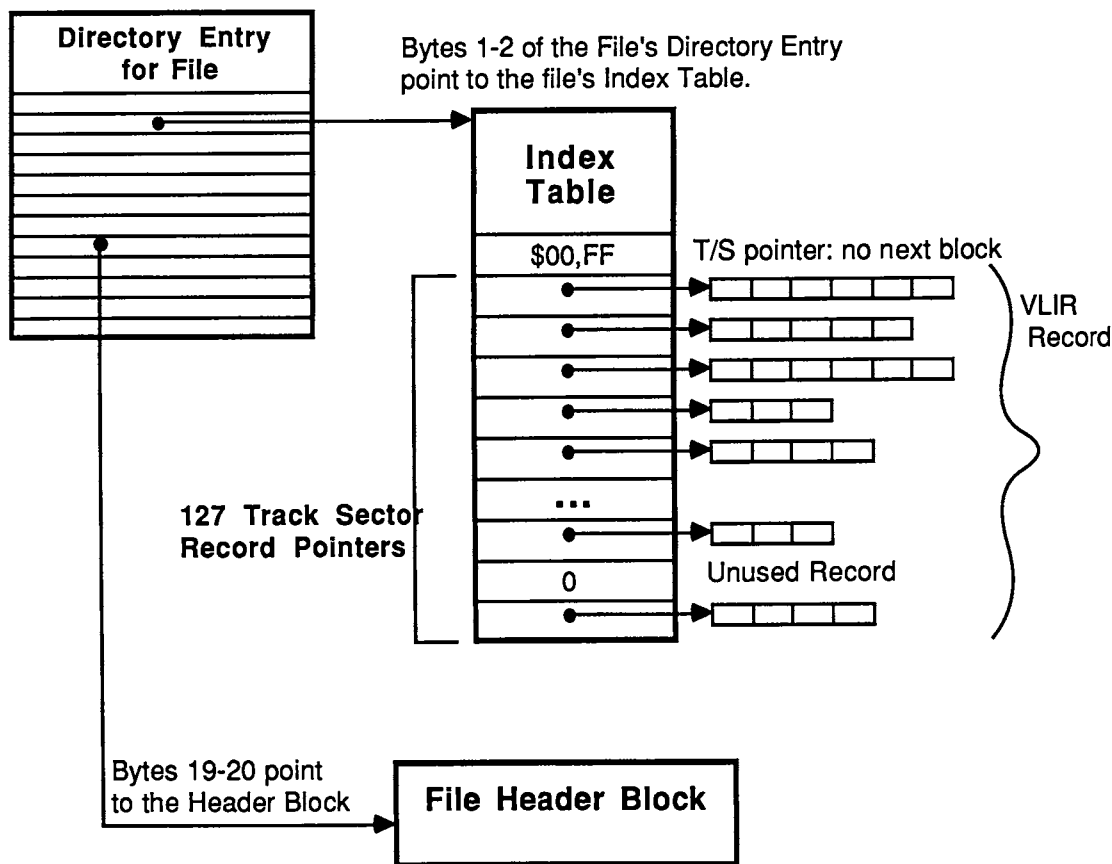 Directory Entry
for File
Bytes 1-2 of the File's Directory Entry
point to the file's Index Table.
Index
Table
$00,FF
T/S pointer: no next block
VLIR
Record
127 Track Sector
Record Pointers
...
0
Unused Record
Bytes 19-20 point
to the Header Block
File Header Block